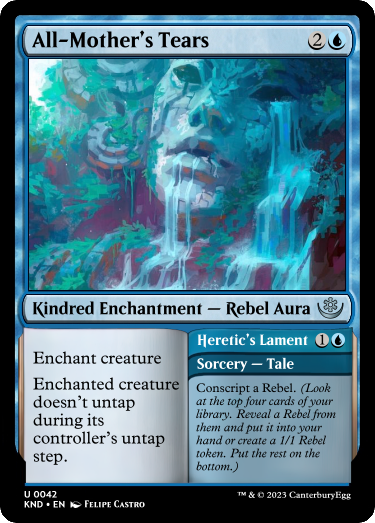 All-Mother's Tears 2
Kindred Enchantment — Rebel Aura
Enchant creature
Enchanted creature
doesn't untap
during its
controller's untap
step.
Heretic's Lament 1
Sorcery — Tale
Conscript a Rebel. (Look
at the top four cards of your
library. Reveal a Rebel from
them and put it into your
hand or create a 1/1 Rebel
token. Put the rest on the
bottom.)
U 0042
KND • EN Felipe Castro
™ & © 2023 CanterburyEgg